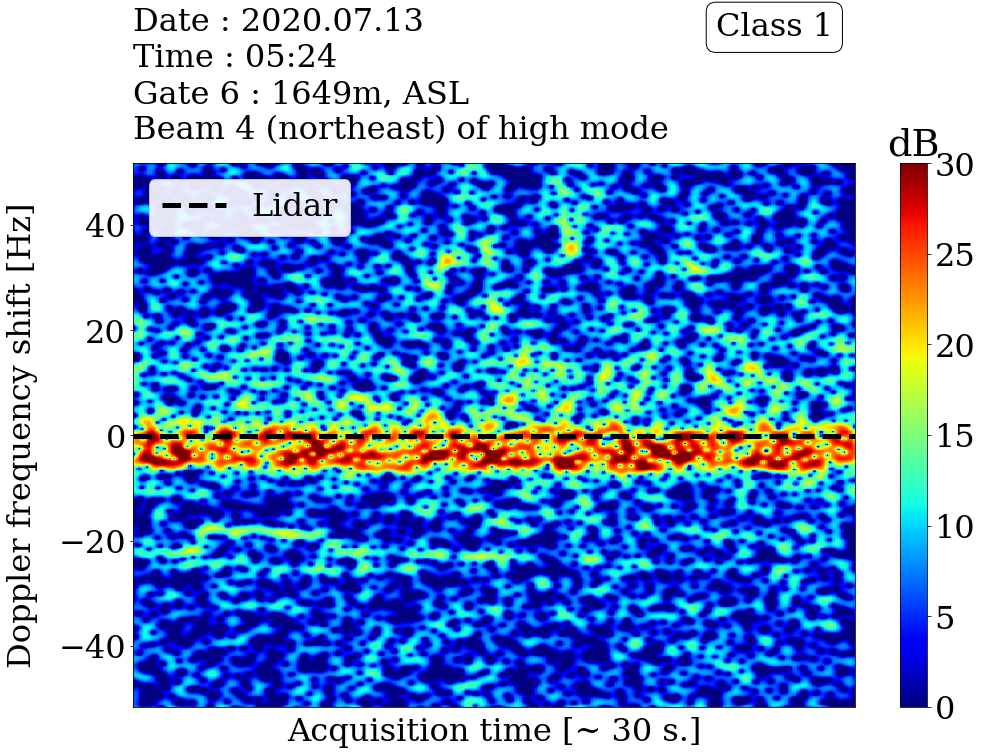 Date : 2020.07.13
Time : 05:24
Gate 6 : 1649m, ASL
Beam 4 (northeast) of high mode
Class 1
dB
Lidar
Doppler frequency shift [Hz]
40
20
0
−20
−40
30
25
20
15
10
5
0
Acquisition time [~ 30 s.]